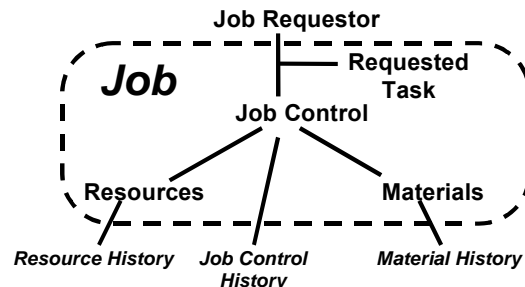 Job Requestor
Job
Requested
Task
Job Control
Resources
Materials
Resource History
Job Control
History
Material History